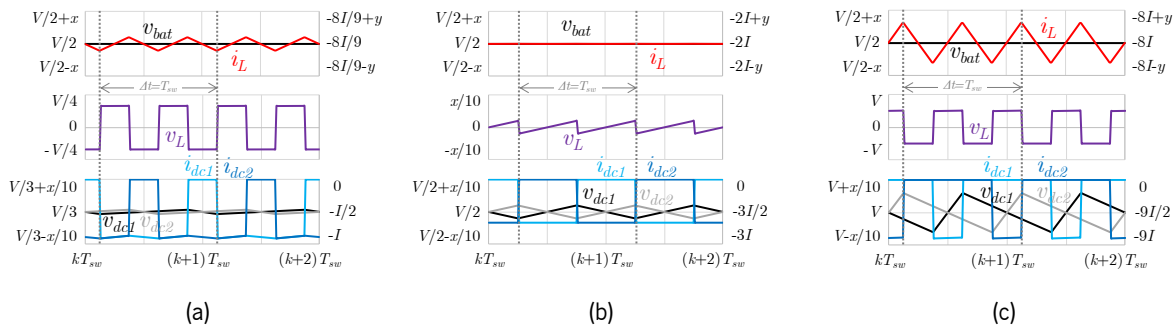 V/2+x
V/2
V/2-x
v_bat
i_L
-8I/9+y
-8I/9
-8I/9-y
Δt=T_sw
V/4
0
-V/4
v_L
i_dc1 i_dc2
V/3+x/10
V/3
V/3-x/10
v_dc1 v_dc2
0
-I/2
-I
kT_sw (k+1)T_sw (k+2)T_sw
(a)
V/2+x
V/2
V/2-x
v_bat
i_L
-2I+y
-2I
-2I-y
Δt=T_sw
x/10
0
-x/10
v_L
i_dc1 i_dc2
V/2+x/10
V/2
V/2-x/10
v_dc1 v_dc2
0
-3I/2
-3I
kT_sw (k+1)T_sw (k+2)T_sw
(b)
V/2+x
V/2
V/2-x
i_L
v_bat
-8I+y
-8I
-8I-y
Δt=T_sw
V
0
-V
v_L
i_dc1 i_dc2
V+x/10
V
V-x/10
v_dc1 v_dc2
0
-9I/2
-9I
kT_sw (k+1)T_sw (k+2)T_sw
(c)